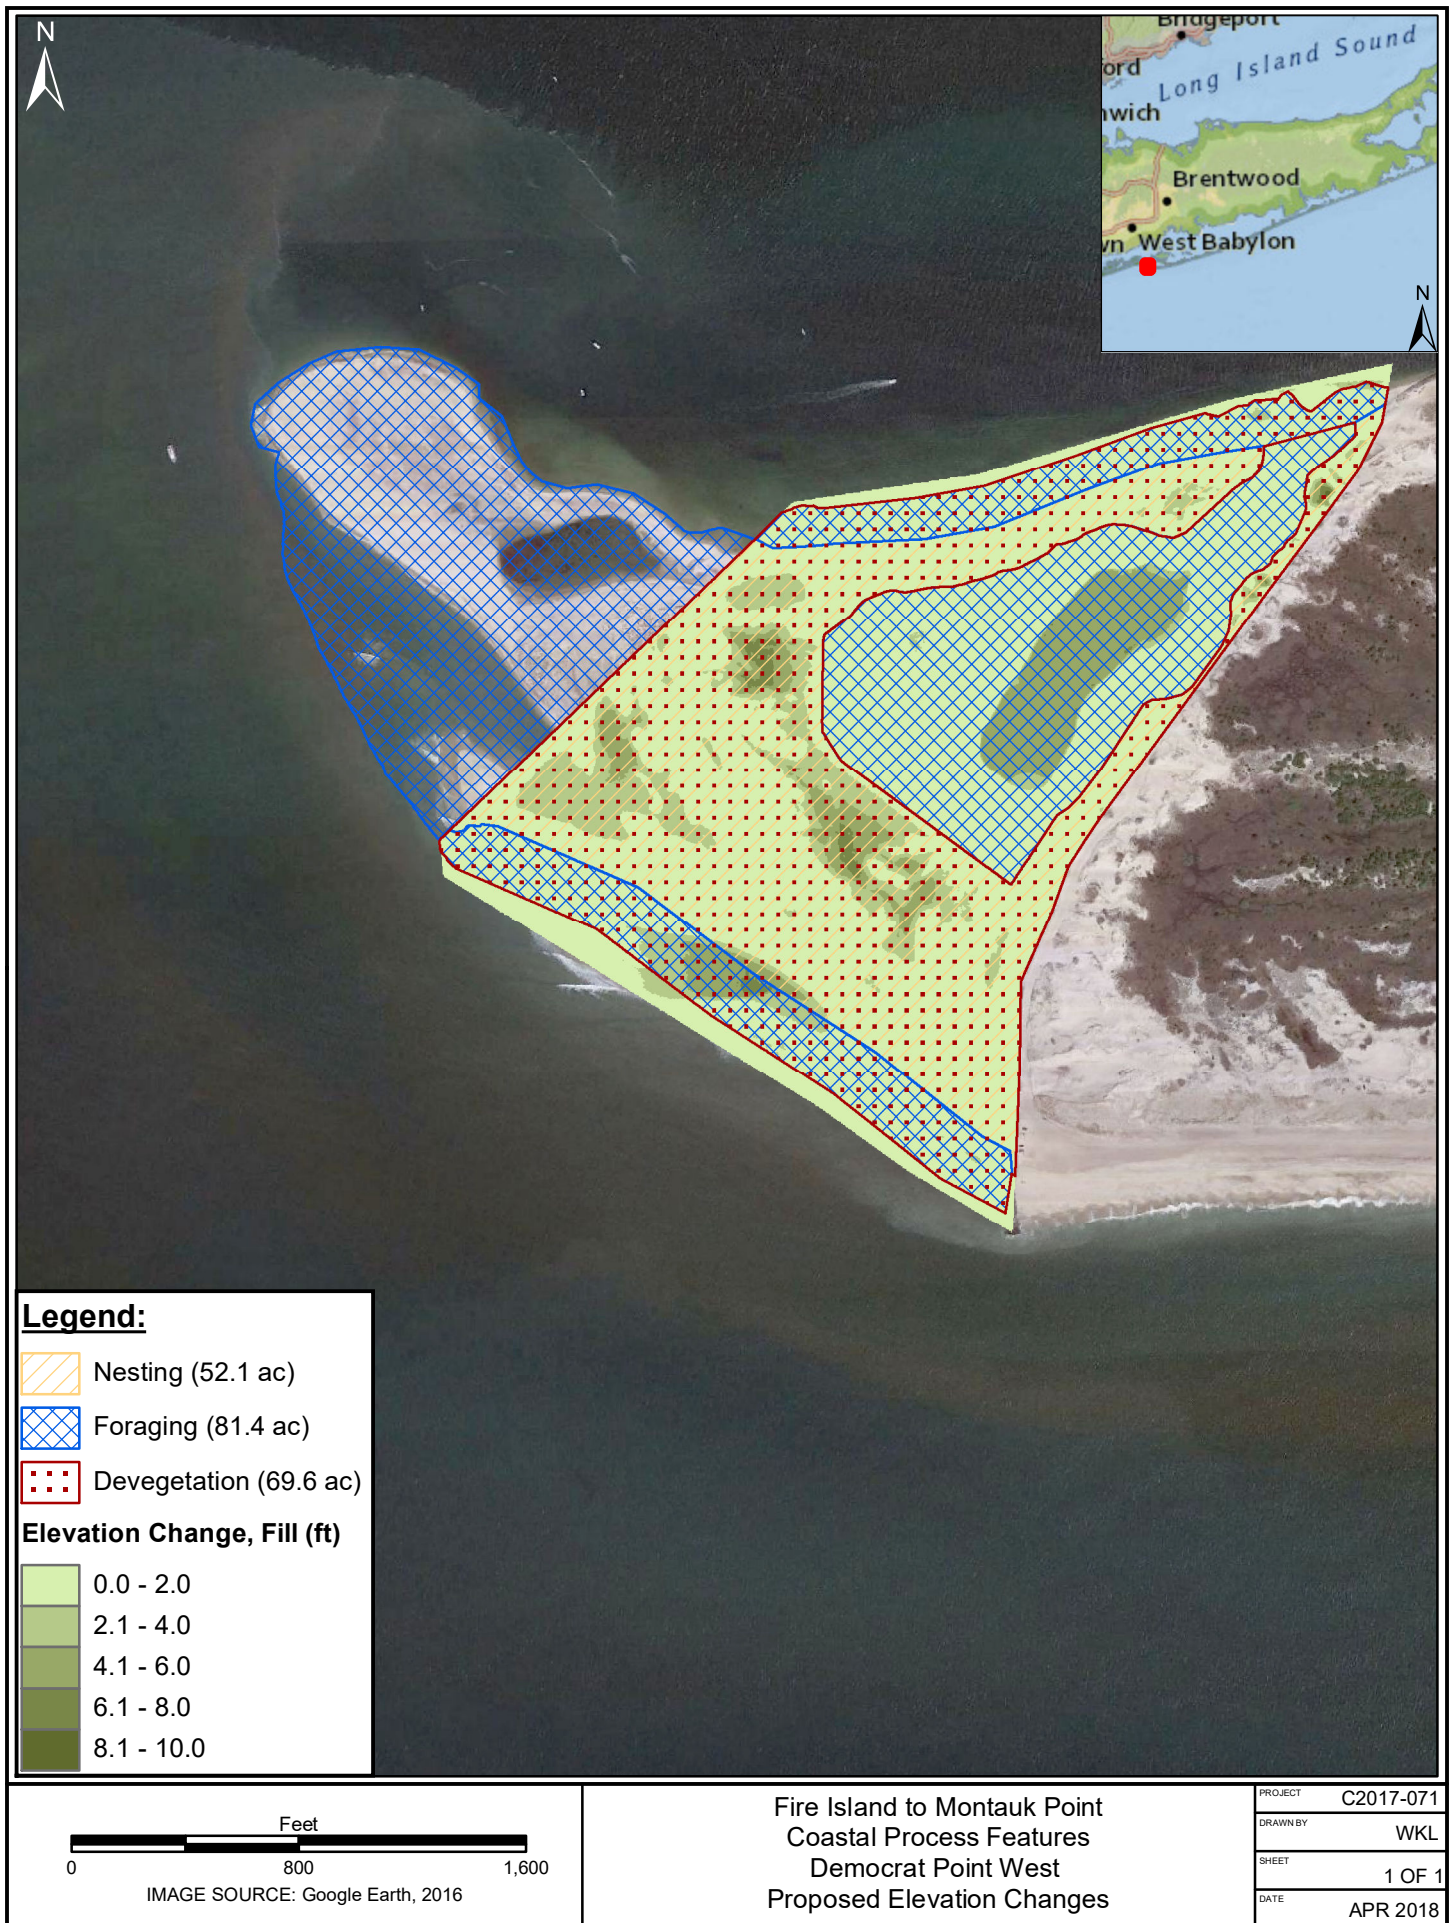 N
Bridgeport
Long Island Sound
ord
nwich
Brentwood
wn West Babylon
N
Legend:
Nesting (52.1 ac)
Foraging (81.4 ac)
Devegetation (69.6 ac)
Elevation Change, Fill (ft)
0.0 - 2.0
2.1 - 4.0
4.1 - 6.0
6.1 - 8.0
8.1 - 10.0
Feet
0 800 1,600
IMAGE SOURCE: Google Earth, 2016
Fire Island to Montauk Point
Coastal Process Features
Democrat Point West
Proposed Elevation Changes
PROJECT C2017-071
DRAWN BY WKL
SHEET 1 OF 1
DATE APR 2018